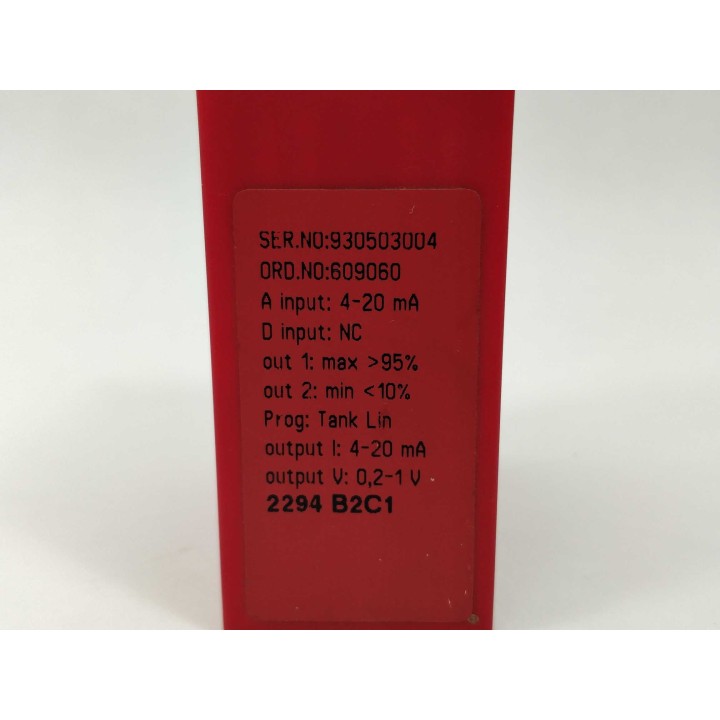 SER.NO:930503004
ORD.NO:609060
A input: 4-20 mA
D input: NC
out 1: max >95%
out 2: min <10%
Prog: Tank Lin
output I: 4-20 mA
output V: 0,2-1 V
2294 B2C1